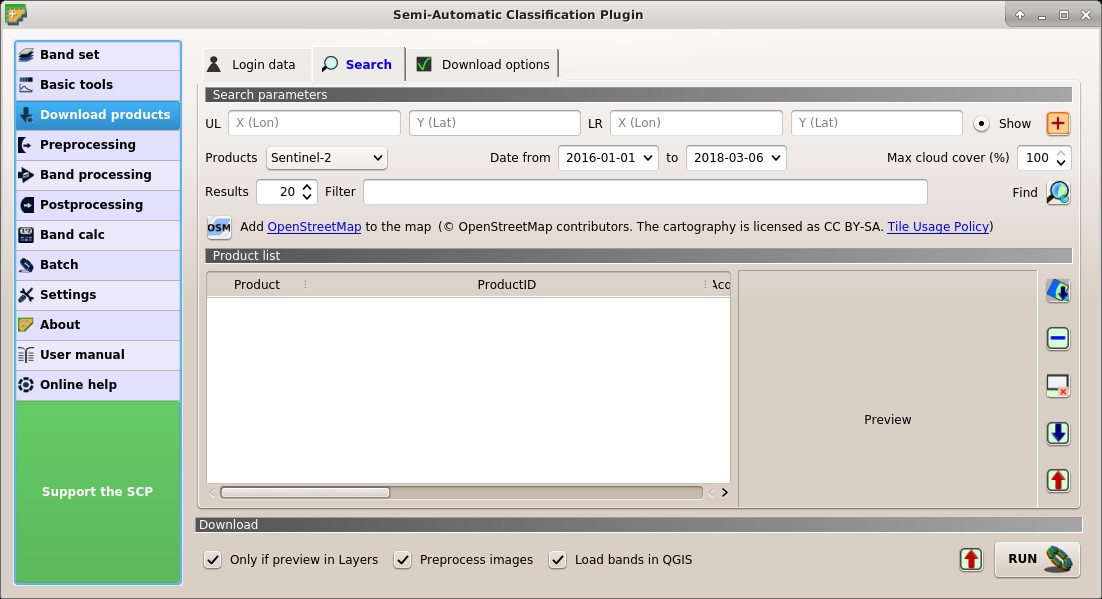 Semi-Automatic Classification Plugin
Band set
Basic tools
Download products
Preprocessing
Band processing
Postprocessing
Band calc
Batch
Settings
About
User manual
Online help
Support the SCP
Login data Search Download options
Search parameters
UL X (Lon) Y (Lat) LR X (Lon) Y (Lat) Show
Products Sentinel-2 Date from 2016-01-01 to 2018-03-06 Max cloud cover (%) 100
Results 20 Filter Find
OSM Add OpenStreetMap to the map (© OpenStreetMap contributors. The cartography is licensed as CC BY-SA. Tile Usage Policy)
Product list
Product ProductID Acq
Preview
Download
Only if preview in Layers Preprocess images Load bands in QGIS RUN